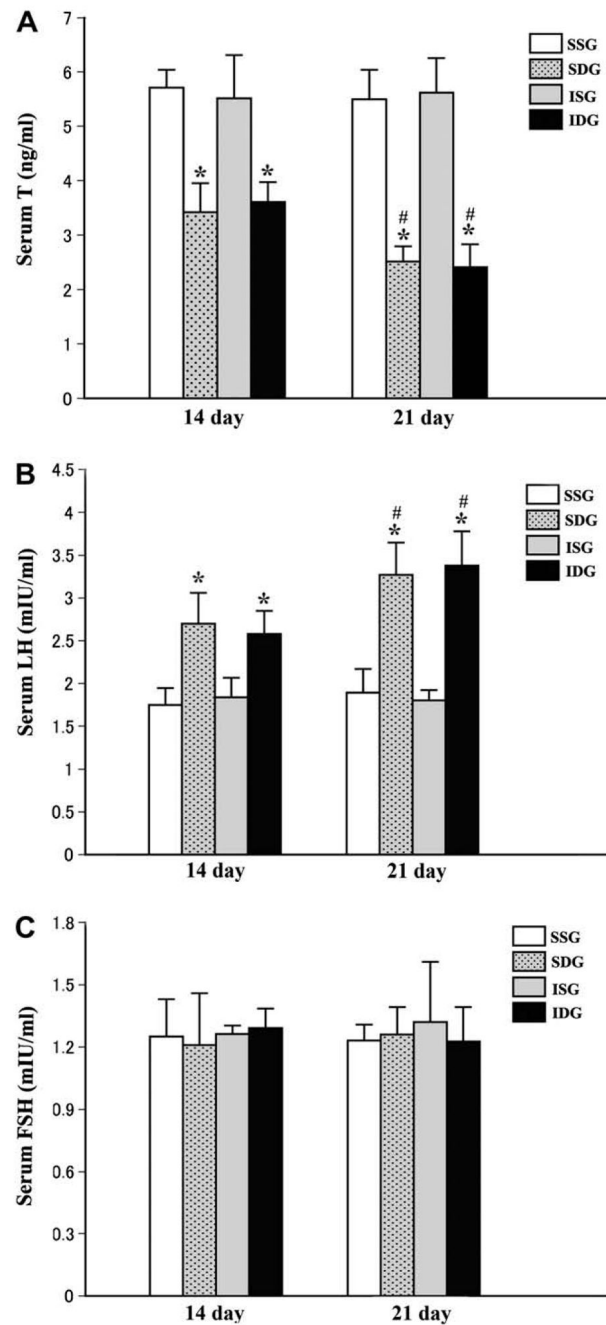 A
Serum T (ng/ml)
7
6
5
4
3
2
1
0
* * # * # *
14 day 21 day
SSG
SDG
ISG
IDG
B
Serum LH (mIU/ml)
4.5
4
3.5
3
2.5
2
1.5
1
0.5
0
* * # * # *
14 day 21 day
SSG
SDG
ISG
IDG
C
Serum FSH (mIU/ml)
1.8
1.5
1.2
0.9
0.6
0.3
0
14 day 21 day
SSG
SDG
ISG
IDG